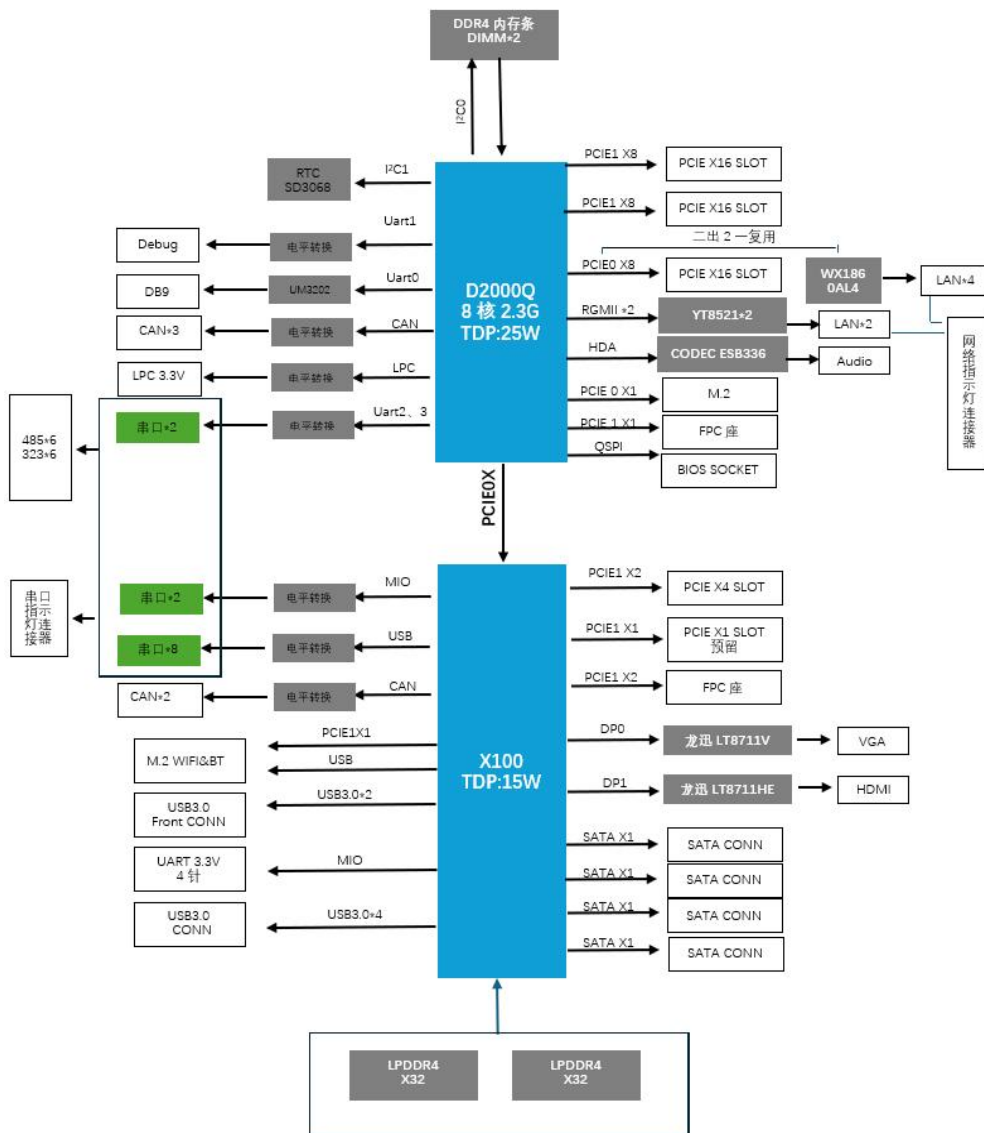 DDR4 内存条
DIMM*2
I²C0
RTC
SD3068
I²C1
Debug
电平转换
Uart1
DB9
UM3202
Uart0
CAN*3
电平转换
CAN
LPC 3.3V
电平转换
LPC
串口*2
电平转换
Uart2、3
485*6
323*6
D2000Q
8 核 2.3G
TDP:25W
PCIE1 X8
PCIE X16 SLOT
PCIE1 X8
PCIE X16 SLOT
二出 2 一复用
PCIE0 X8
PCIE X16 SLOT
WX186
0AL4
LAN*4
RGMII *2
YT8521*2
LAN*2
HDA
CODEC ESB336
Audio
网络指示灯连接器
PCIE 0 X1
M.2
PCIE 1 X1
FPC 座
QSPI
BIOS SOCKET
PCIE0X
串口
指示
灯连
接器
串口*2
电平转换
MIO
串口*8
电平转换
USB
CAN*2
电平转换
CAN
M.2 WIFI&BT
PCIE1X1
USB
USB3.0
Front CONN
USB3.0*2
UART 3.3V
4 针
MIO
USB3.0
CONN
USB3.0*4
X100
TDP:15W
PCIE1 X2
PCIE X4 SLOT
PCIE1 X1
PCIE X1 SLOT
预留
PCIE1 X2
FPC 座
DP0
龙迅 LT8711V
VGA
DP1
龙迅 LT8711HE
HDMI
SATA X1
SATA CONN
SATA X1
SATA CONN
SATA X1
SATA CONN
SATA X1
SATA CONN
LPDDR4
X32
LPDDR4
X32